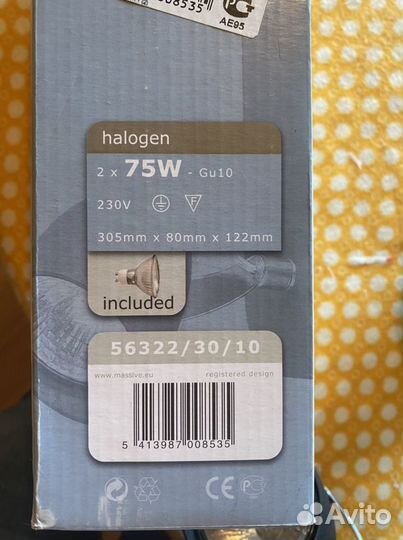 008535
AE95
halogen
2 x 75W - Gu10
230V F
305mm x 80mm x 122mm
included
56322/30/10
www.massive.eu registered design
5 413987 008535
CE
Avito